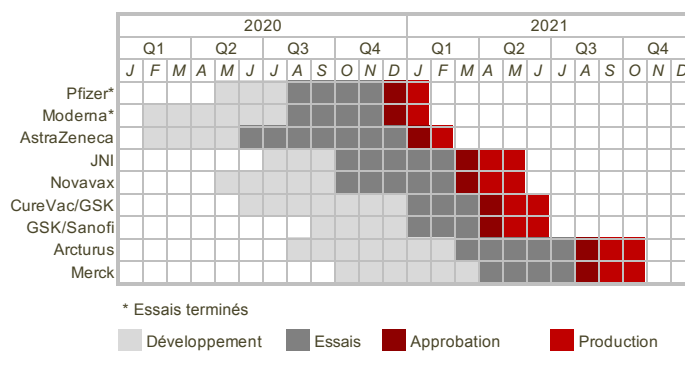 2020 2021
Q1 Q2 Q3 Q4 Q1 Q2 Q3 Q4
J F M A M J J A S O N D J F M A M J J A S O N D
Pfizer*
Moderna*
AstraZeneca
JNI
Novavax
CureVac/GSK
GSK/Sanofi
Arcturus
Merck
* Essais terminés
Développement Essais Approbation Production